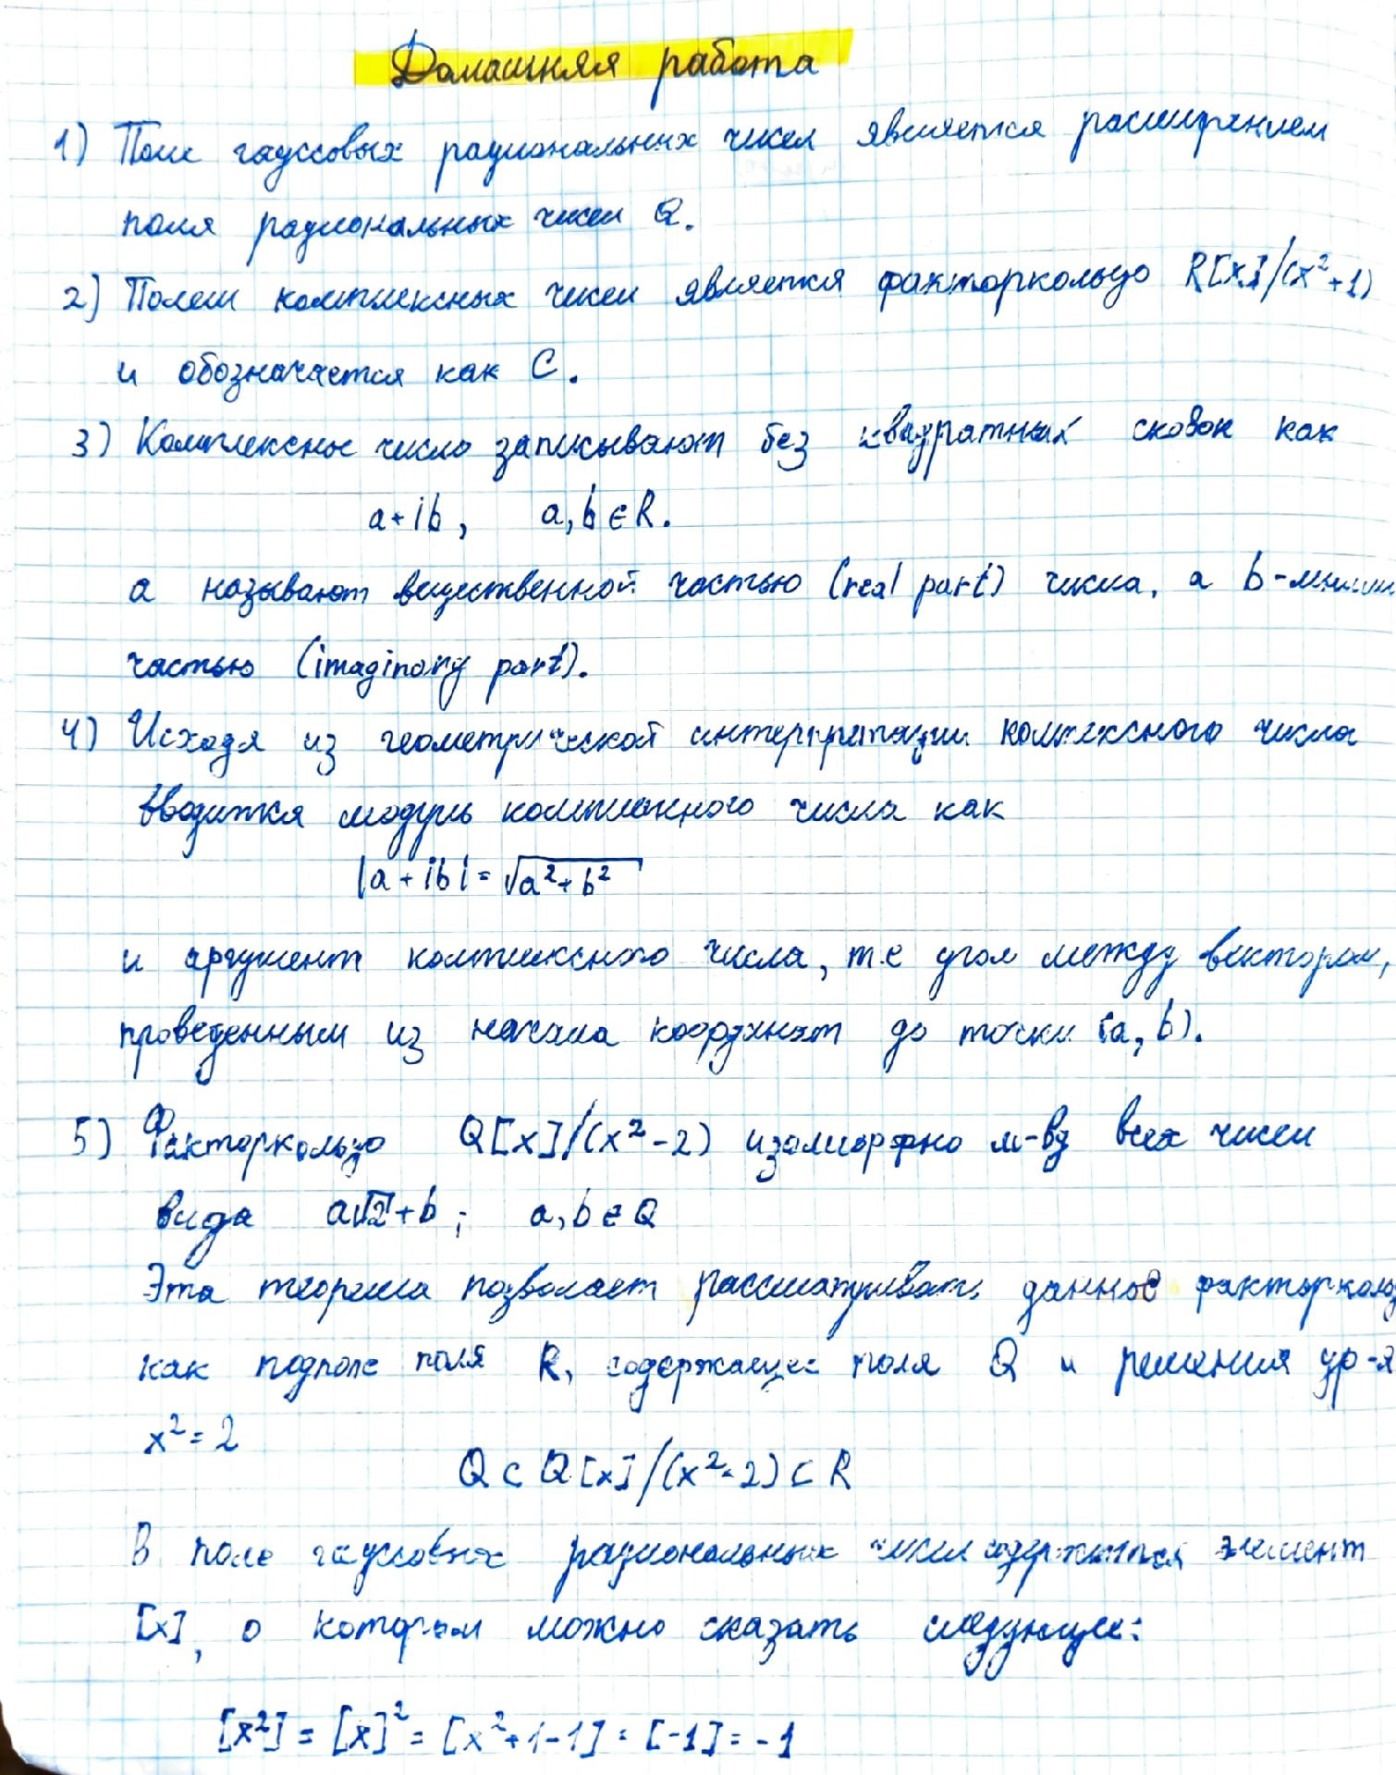 Домашняя работа
1) Поле гауссовых рациональных чисел является расширением
поля рациональных чисел Q.
2) Полем комплексных чисел является факторкольцо R[x]/(x²+1)
и обозначается как C.
3) Комплексное число записывают без квадратных скобок как
a+ib, a,b∈R.
a называют вещественной частью (real part) числа, а b-мнимой
частью (imaginary part).
4) Исходя из геометрической интерпретации комплексного числа
вводится модуль комплексного числа как
|a+ib|=√a²+b²
и аргумент комплексного числа, т.е угол между вектором,
проведенным из начала координат до точки (a,b).
5) Факторкольцо Q[x]/(x²-2) изоморфно м-ву всех чисел
вида a√2+b; a,b∈Q
Эта теорема позволяет рассматривать данное факторкольцо
как подполе поля R, содержащее поля Q и решения ур-я
x²=2
Q⊂Q[x]/(x²-2)⊂R
В поле гауссовых рациональных чисел содержится элемент
[x], о котором можно сказать следующее:
[x²]=[x]²=[x²+1-1]=[-1]=-1